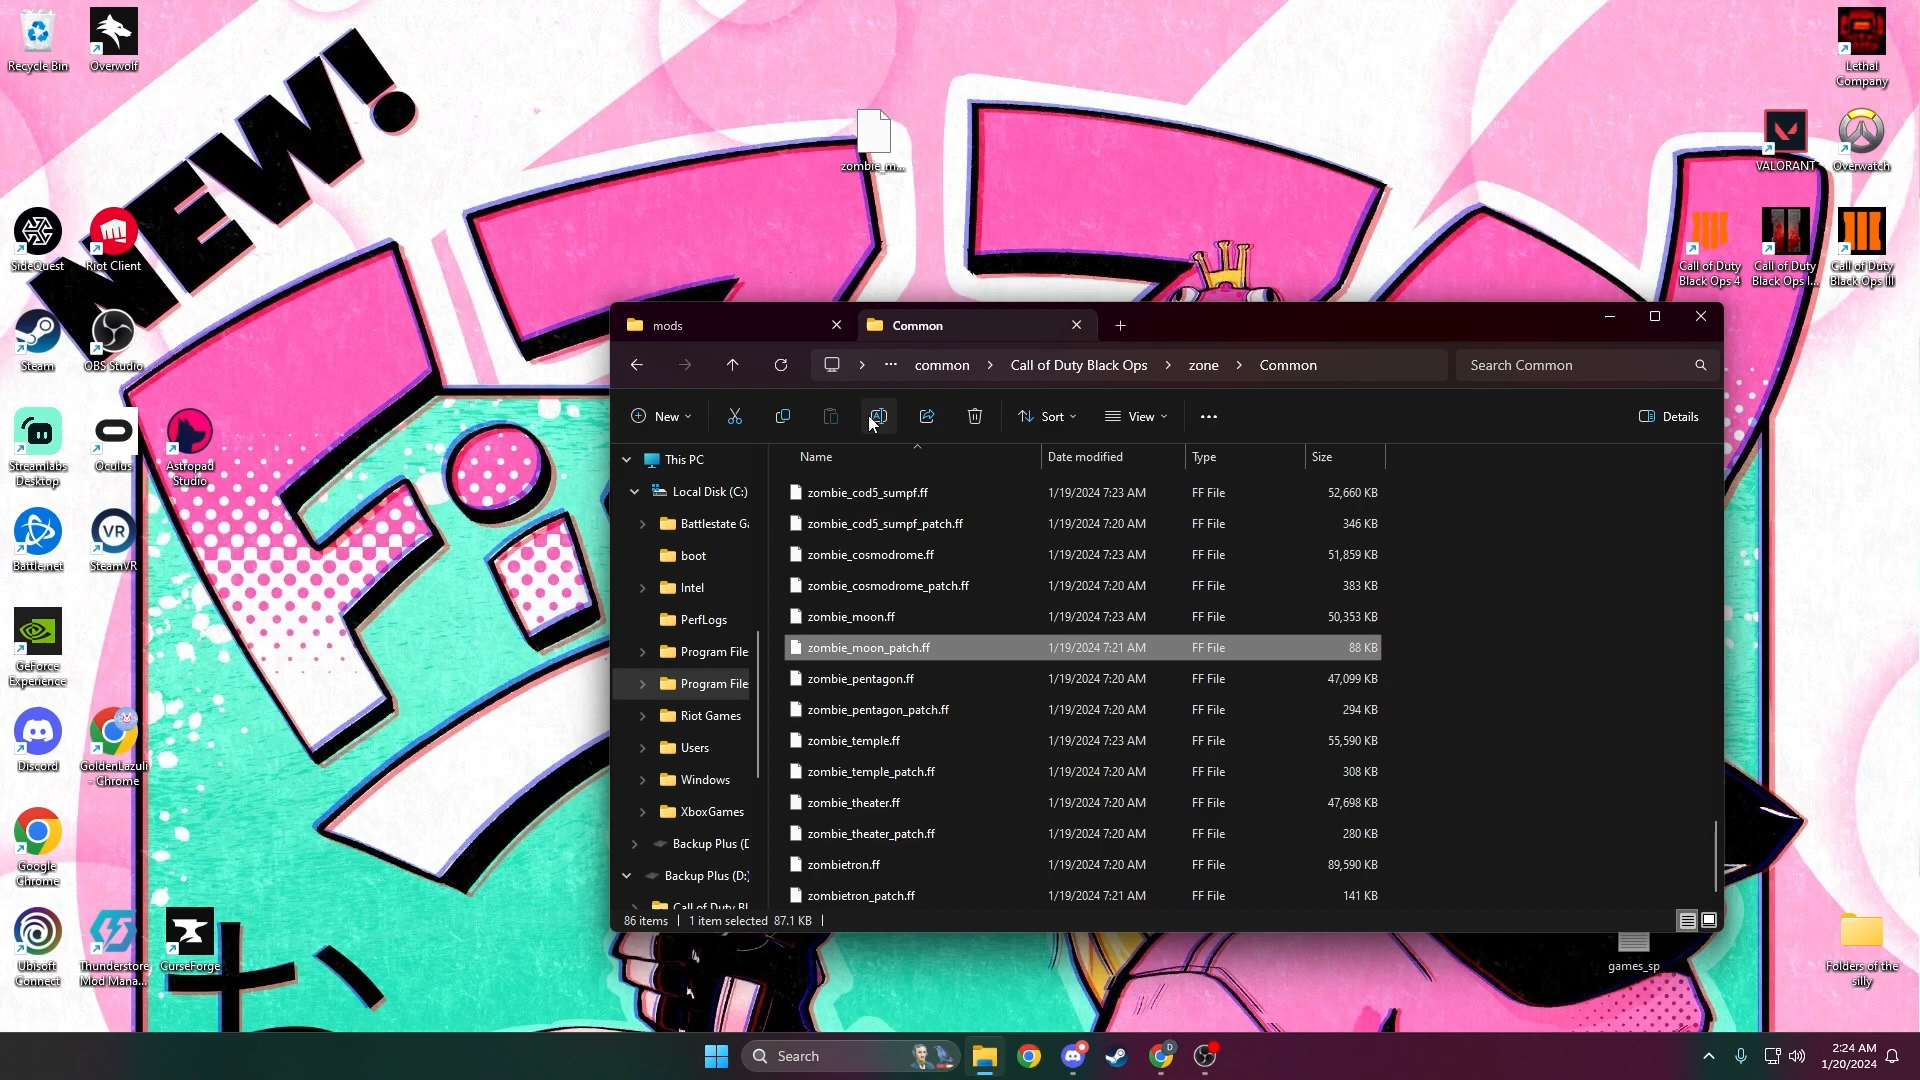 Recycle Bin
Overwolf
NEW!
zombie_m...
Lethal
Company
VALORANT
Overwatch
SideQuest
Riot Client
Call of Duty
Black Ops 4
Call of Duty
Black Ops I...
Call of Duty
Black Ops III
Steam
OBS Studio
Streamlabs
Desktop
Oculus
Astropad
Studio
Battle.net
SteamVR
GeForce
Experience
Discord
GoldenLazuli
- Chrome
Google
Chrome
Ubisoft
Connect
Thunderstore
Mod Mana...
CurseForge
games_sp
Folders of the
silly
mods
Common
common
Call of Duty Black Ops
zone
Common
Search Common
New
Sort
View
Details
This PC
Local Disk (C:)
Battlestate Ga
boot
Intel
PerfLogs
Program File
Program File
Riot Games
Users
Windows
XboxGames
Backup Plus (D
Backup Plus (D:)
Call of Duty Bl
Name Date modified Type Size
zombie_cod5_sumpf.ff 1/19/2024 7:23 AM FF File 52,660 KB
zombie_cod5_sumpf_patch.ff 1/19/2024 7:20 AM FF File 346 KB
zombie_cosmodrome.ff 1/19/2024 7:23 AM FF File 51,859 KB
zombie_cosmodrome_patch.ff 1/19/2024 7:20 AM FF File 383 KB
zombie_moon.ff 1/19/2024 7:23 AM FF File 50,353 KB
zombie_moon_patch.ff 1/19/2024 7:21 AM FF File 88 KB
zombie_pentagon.ff 1/19/2024 7:20 AM FF File 47,099 KB
zombie_pentagon_patch.ff 1/19/2024 7:20 AM FF File 294 KB
zombie_temple.ff 1/19/2024 7:23 AM FF File 55,590 KB
zombie_temple_patch.ff 1/19/2024 7:20 AM FF File 308 KB
zombie_theater.ff 1/19/2024 7:20 AM FF File 47,698 KB
zombie_theater_patch.ff 1/19/2024 7:20 AM FF File 280 KB
zombietron.ff 1/19/2024 7:20 AM FF File 89,590 KB
zombietron_patch.ff 1/19/2024 7:21 AM FF File 141 KB
86 items 1 item selected 87.1 KB
Search
2:24 AM
1/20/2024